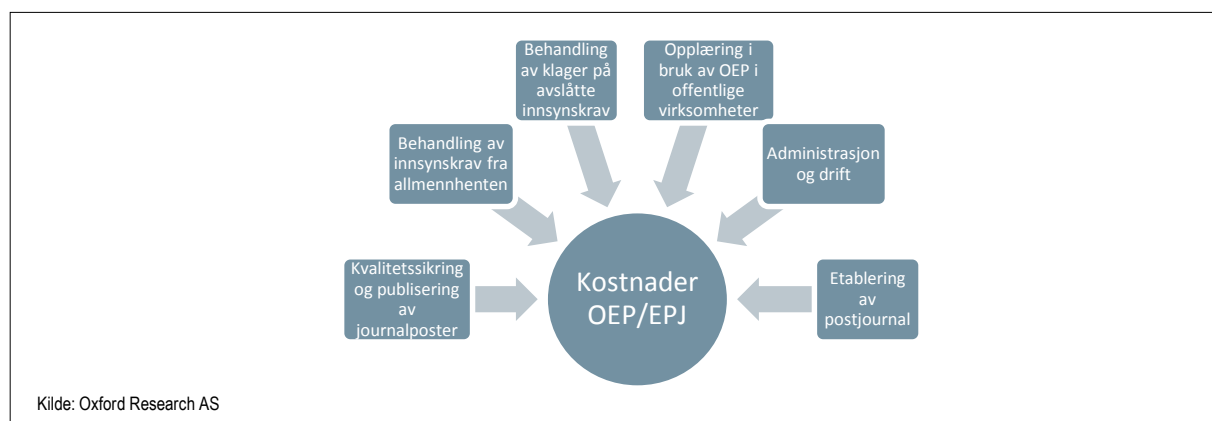 Behandling
av klager på
avslåtte
innsynskrav
Opplæring i
bruk av OEP i
offentlige
virksomheter
Behandling av
innsynskrav fra
allmennhenten
Administrasjon
og drift
Kvalitetssikring
og publisering
av
journalposter
Kostnader
OEP/EPJ
Etablering
av
postjournal
Kilde: Oxford Research AS